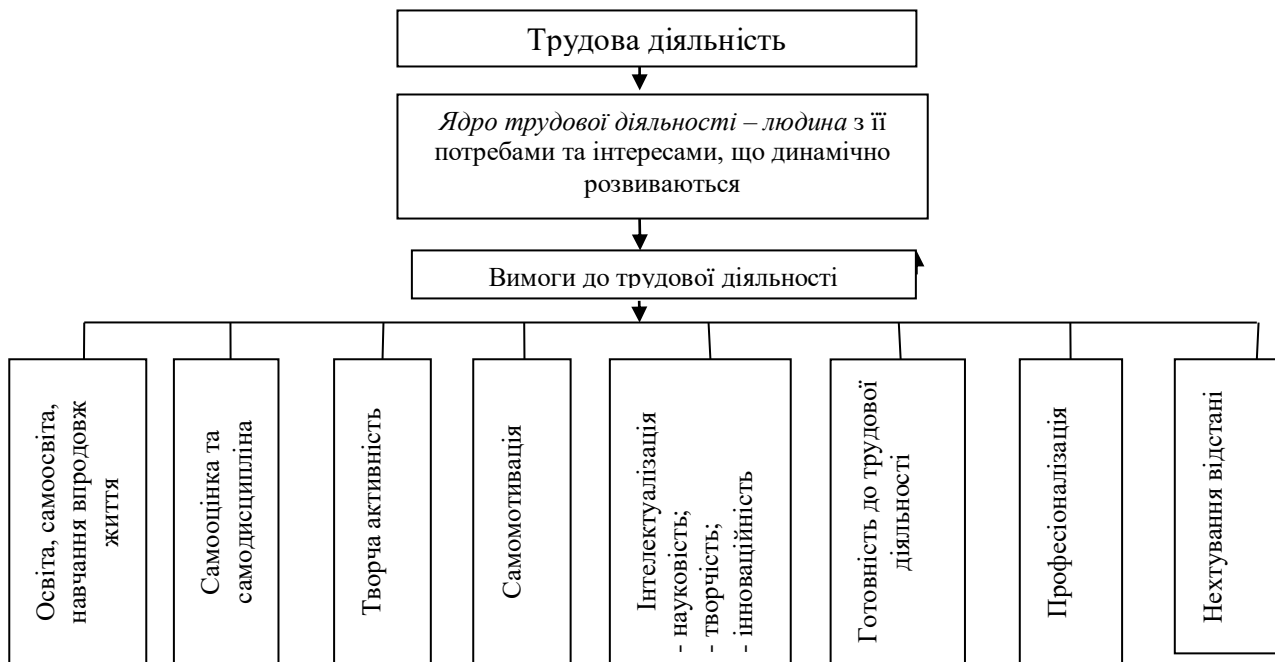 Трудова діяльність
Ядро трудової діяльності – людина з її
потребами та інтересами, що динамічно
розвиваються
Вимоги до трудової діяльності
Освіта, самоосвіта,
навчання впродовж
життя
Самооцінка та
самодисципліна
Творча активність
Самомотивація
Інтелектуалізація
- науковість;
- творчість;
- інноваційність
Готовність до трудової
діяльності
Професіоналізація
Нехтування відстані